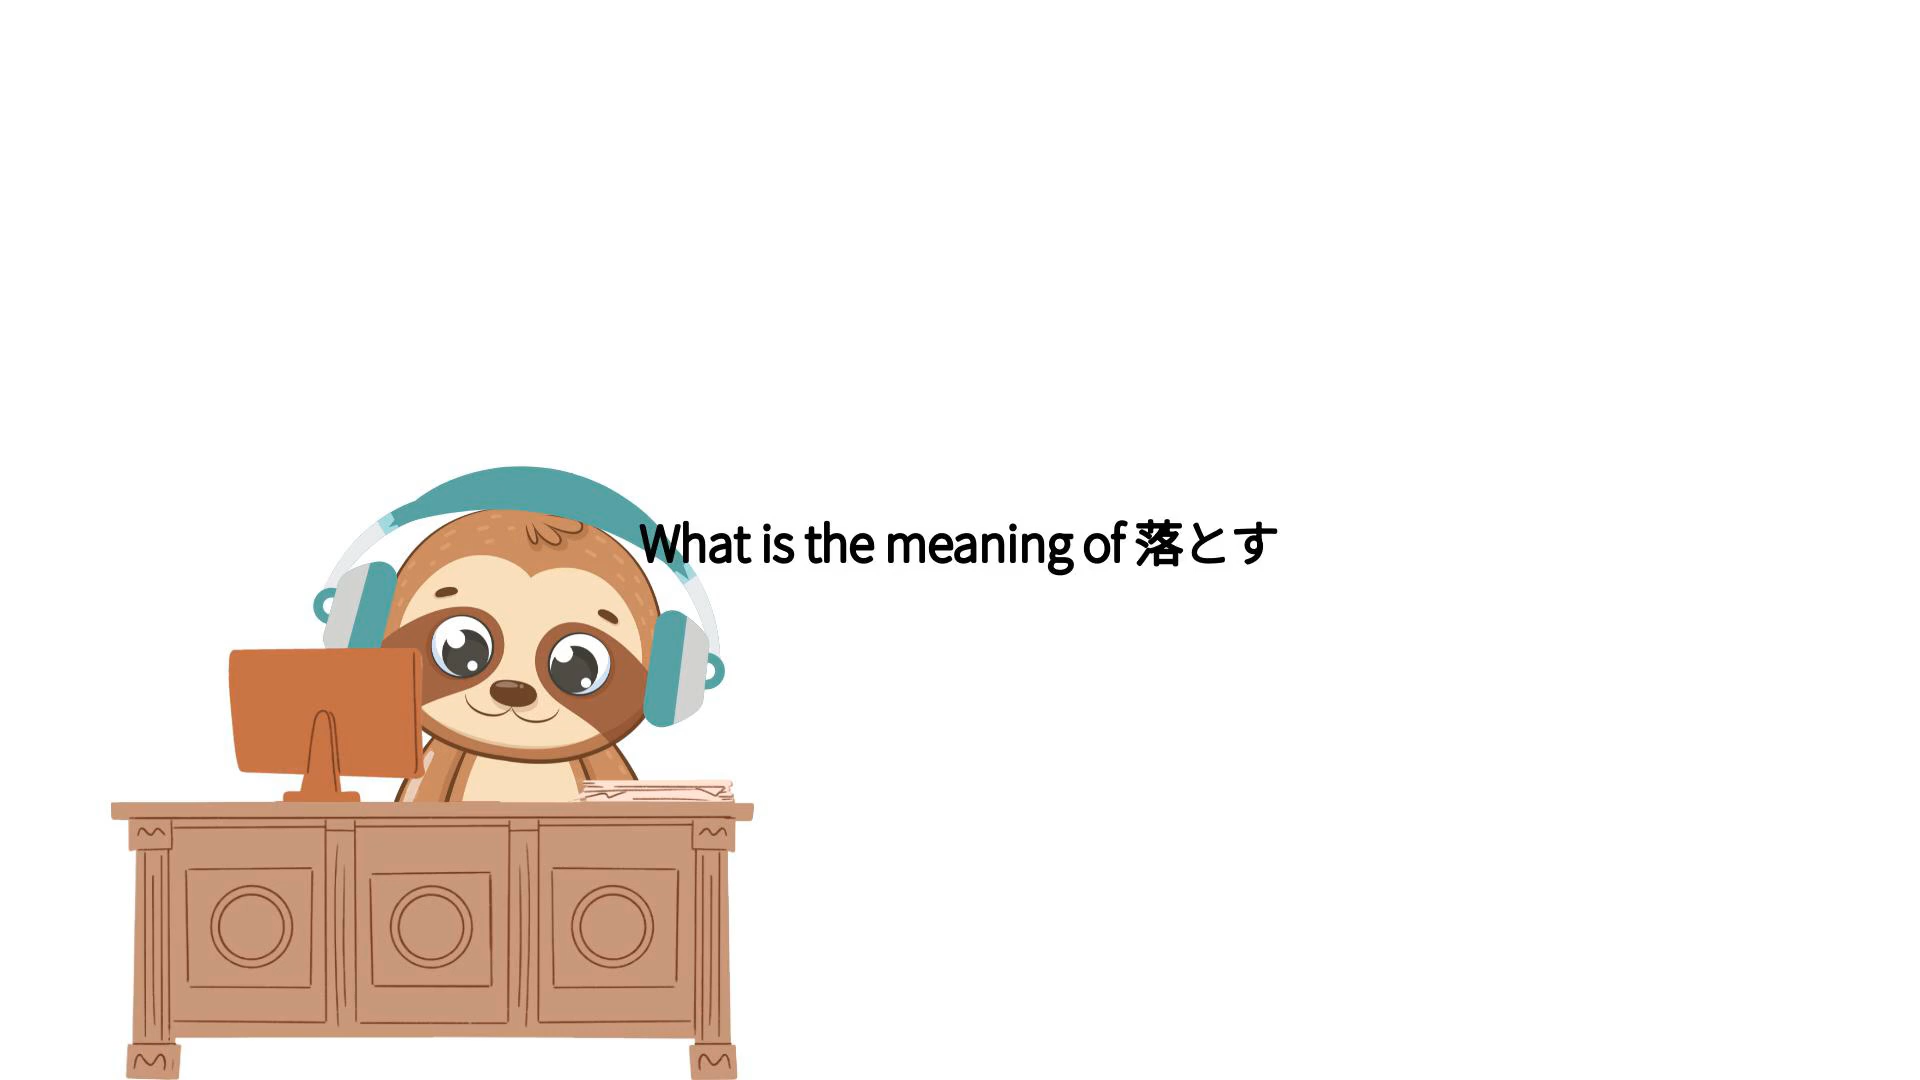 What is the meaning of 落とす